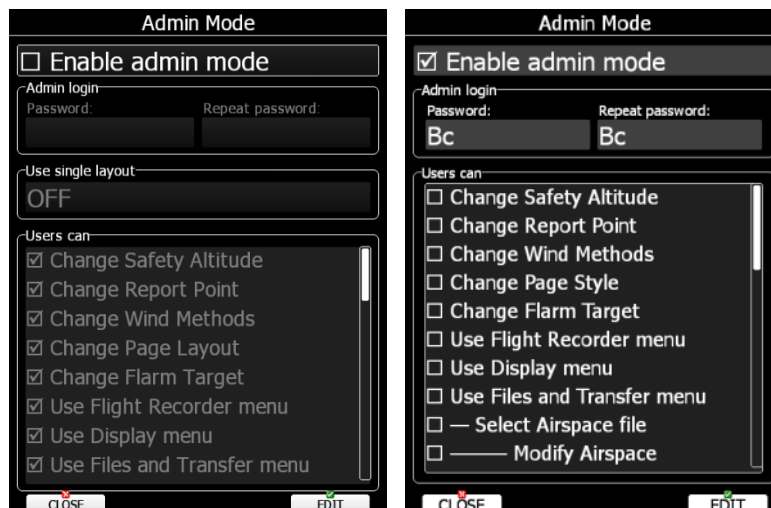 Admin Mode
Enable admin mode
Admin login
Password: Repeat password:
Use single layout
OFF
Users can
Change Safety Altitude
Change Report Point
Change Wind Methods
Change Page Layout
Change Flarm Target
Use Flight Recorder menu
Use Display menu
Use Files and Transfer menu
CLOSE EDIT
Admin Mode
Enable admin mode
Admin login
Password: Repeat password:
Bc Bc
Users can
Change Safety Altitude
Change Report Point
Change Wind Methods
Change Page Style
Change Flarm Target
Use Flight Recorder menu
Use Display menu
Use Files and Transfer menu
— Select Airspace file
——— Modify Airspace
CLOSE EDIT